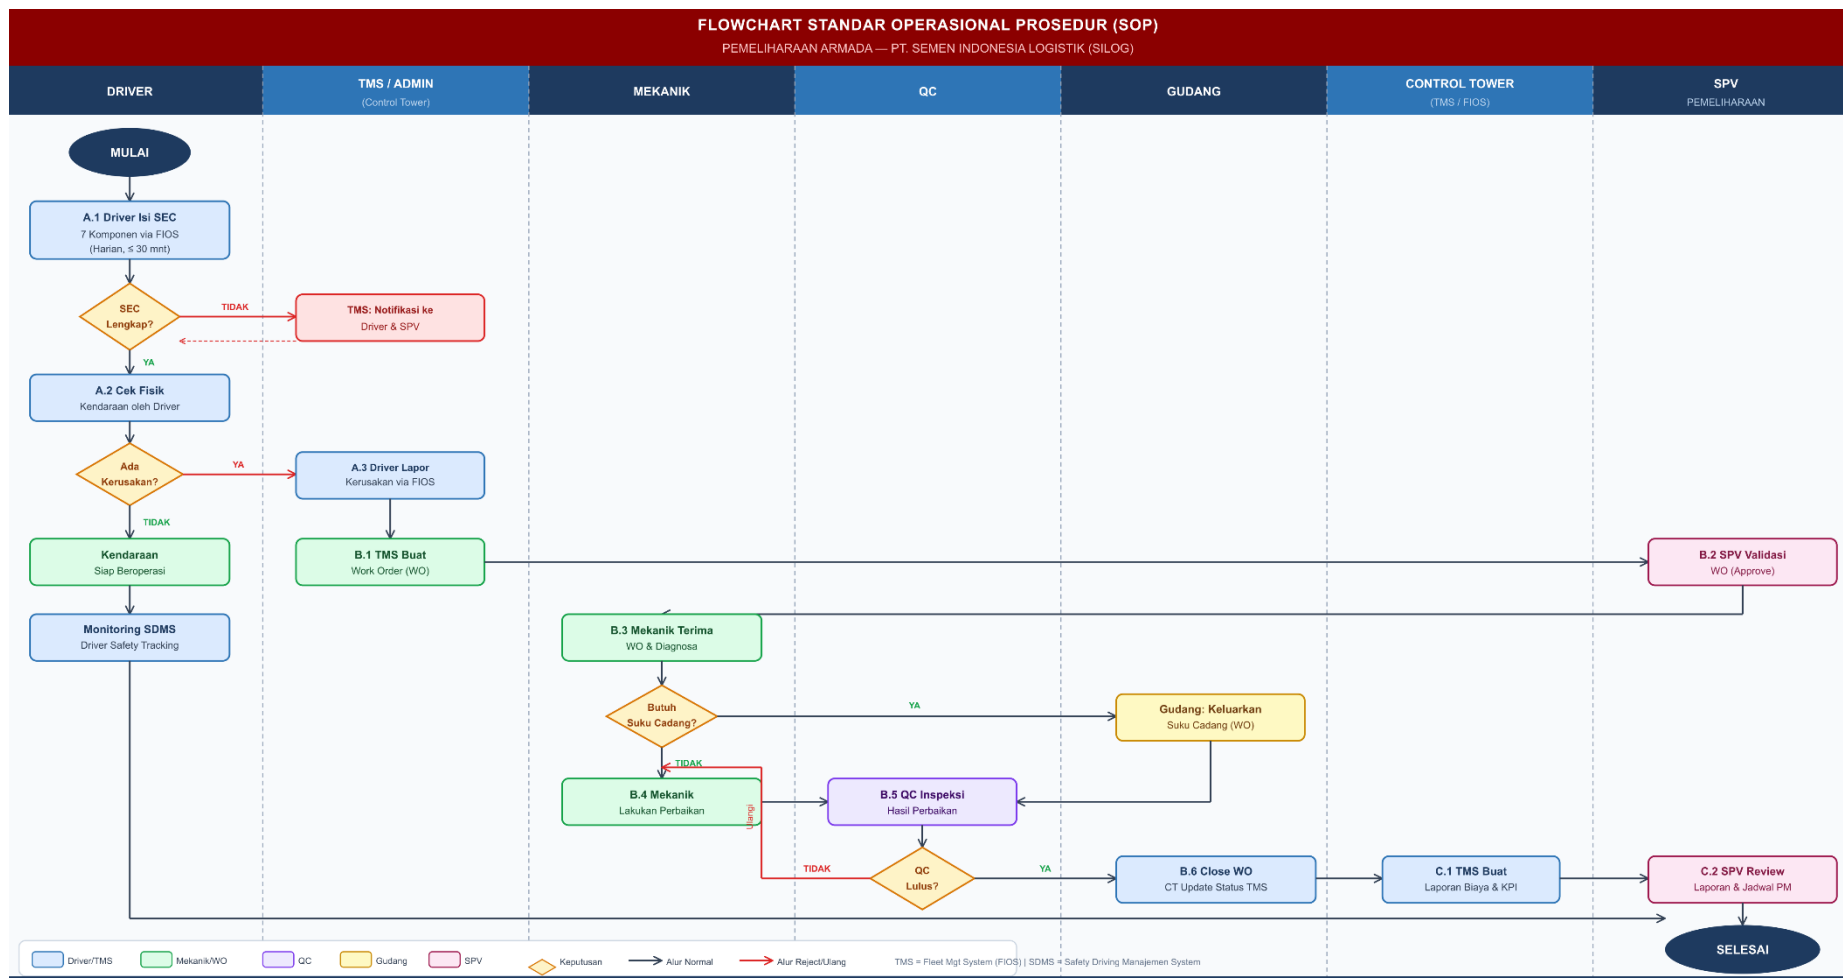 FLOWCHART STANDAR OPERASIONAL PROSEDUR (SOP)
PEMELIHARAAN ARMADA — PT. SEMEN INDONESIA LOGISTIK (SILOG)
DRIVER
TMS / ADMIN
(Control Tower)
MEKANIK
QC
GUDANG
CONTROL TOWER
(TMS / FIOS)
SPV
PEMELIHARAAN
MULAI
A.1 Driver Isi SEC
7 Komponen via FIOS
(Harian, ≤ 30 mnt)
SEC
Lengkap?
TIDAK
TMS: Notifikasi ke
Driver & SPV
YA
A.2 Cek Fisik
Kendaraan oleh Driver
Ada
Kerusakan?
YA
A.3 Driver Lapor
Kerusakan via FIOS
TIDAK
Kendaraan
Siap Beroperasi
B.1 TMS Buat
Work Order (WO)
B.2 SPV Validasi
WO (Approve)
Monitoring SDMS
Driver Safety Tracking
B.3 Mekanik Terima
WO & Diagnosa
Butuh
Suku Cadang?
YA
Gudang: Keluarkan
Suku Cadang (WO)
TIDAK
B.4 Mekanik
Lakukan Perbaikan
Ulangi
B.5 QC Inspeksi
Hasil Perbaikan
TIDAK
QC
Lulus?
YA
B.6 Close WO
CT Update Status TMS
C.1 TMS Buat
Laporan Biaya & KPI
C.2 SPV Review
Laporan & Jadwal PM
SELESAI
Driver/TMS
Mekanik/WO
QC
Gudang
SPV
Keputusan
Alur Normal
Alur Reject/Ulang
TMS = Fleet Mgt System (FIOS) | SDMS = Safety Driving Manajemen System